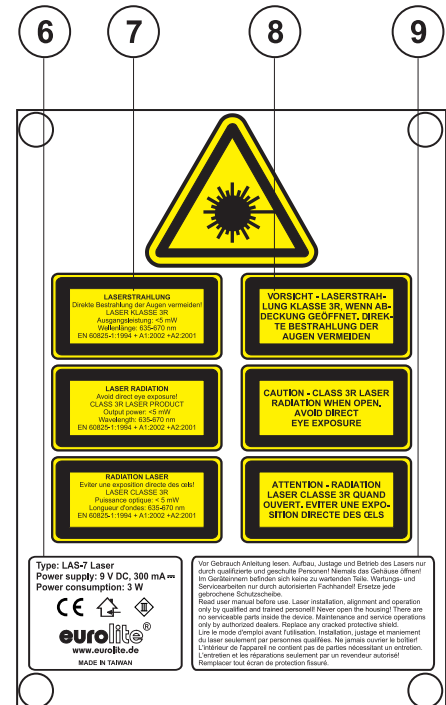 6
7
8
9
LASERSTRAHLUNG
Direkte Bestrahlung der Augen vermeiden!
LASER KLASSE 3R
Ausgangsleistung: <5 mW
Wellenlänge: 635-670 nm
EN 60825-1:1994 + A1:2002 +A2:2001
VORSICHT - LASERSTRAH-
LUNG KLASSE 3R, WENN AB-
DECKUNG GEÖFFNET. DIREK-
TE BESTRAHLUNG DER
AUGEN VERMEIDEN
LASER RADIATION
Avoid direct eye exposure!
CLASS 3R LASER PRODUCT
Output power: <5 mW
Wavelength: 635-670 nm
EN 60825-1:1994 + A1:2002 +A2:2001
CAUTION - CLASS 3R LASER
RADIATION WHEN OPEN,
AVOID DIRECT
EYE EXPOSURE
RADIATION LASER
Eviter une exposition directe des œls!
LASER CLASSE 3R
Puissance optique: < 5 mW
Longueur d'ondes: 635-670 nm
EN 60825-1:1994 + A1:2002 +A2:2001
ATTENTION - RADIATION
LASER CLASSE 3R QUAND
OUVERT. EVITER UNE EXPO-
SITION DIRECTE DES ŒLS
Type: LAS-7 Laser
Power supply: 9 V DC, 300 mA ⎓
Power consumption: 3 W
CE III
eurolite®
www.eurolite.de
MADE IN TAIWAN
Vor Gebrauch Anleitung lesen. Aufbau, Justage und Betrieb des Lasers nur
durch qualifizierte und geschulte Personen! Niemals das Gehäuse öffnen!
Im Geräteinnern befinden sich keine zu wartenden Teile. Wartungs- und
Servicearbeiten nur durch autorisierten Fachhandel! Ersetze jede
gebrochene Schutzscheibe.
Read user manual before use. Laser installation, alignment and operation
only by qualified and trained personell! Never open the housing! There are
no serviceable parts inside the device. Maintenance and service operations
only by authorized dealers. Replace any cracked protective shield.
Lire le mode d'emploi avant l'utilisation. Installation, justage et maniement
du laser seulement par personnes qualifées. Ne jamais ouvrier le boîtier!
L'intérieur de l'appareil ne contient pas de parties nécessitant un entretien.
L'entretien et les réparations seulement par un revendeur autorisé!
Remplacer tout écran de protection fissuré.